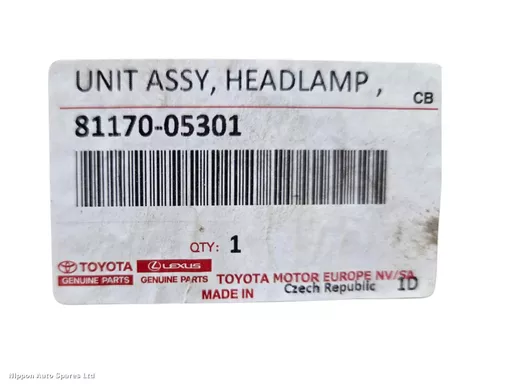 UNIT ASSY, HEADLAMP ,
CB
81170-05301
QTY: 1
TOYOTA LEXUS
GENUINE PARTS GENUINE PARTS
TOYOTA MOTOR EUROPE NV/SA
MADE IN Czech Republic 1D
Nippon Auto Spares Ltd